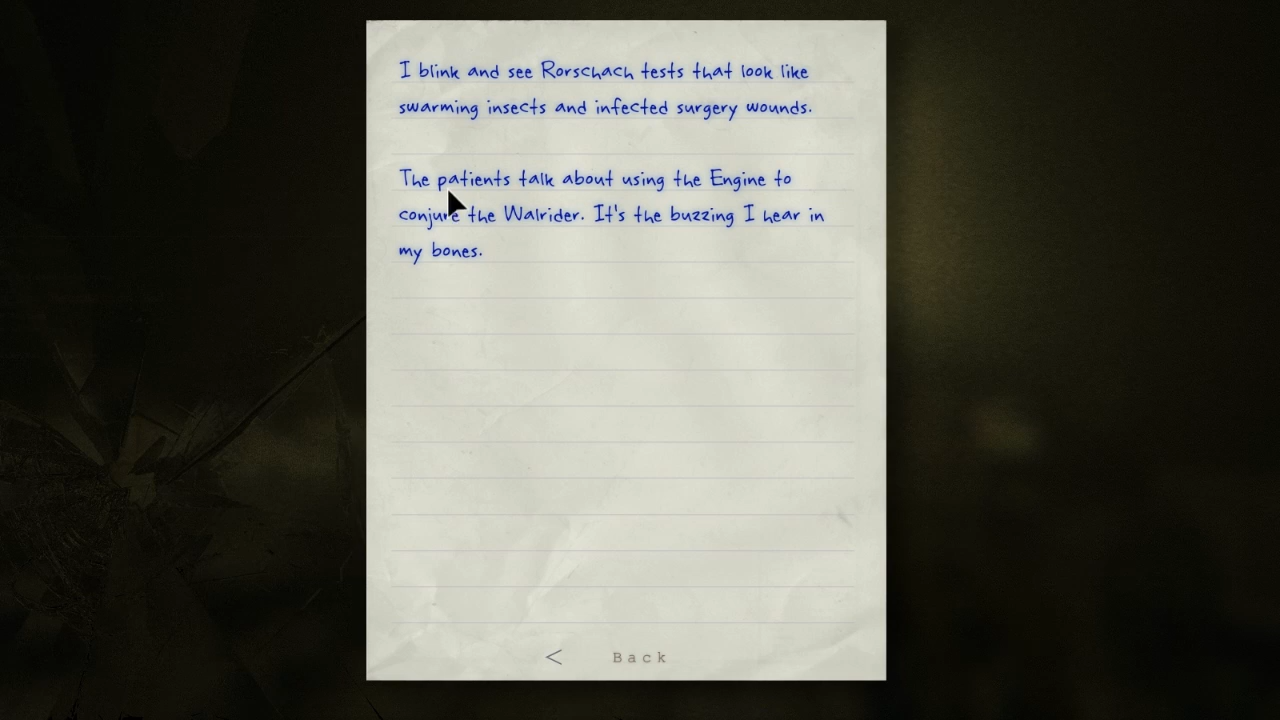 I blink and see Rorschach tests that look like
swarming insects and infected surgery wounds.
The patients talk about using the Engine to
conjure the Walrider. It's the buzzing I hear in
my bones.
< Back